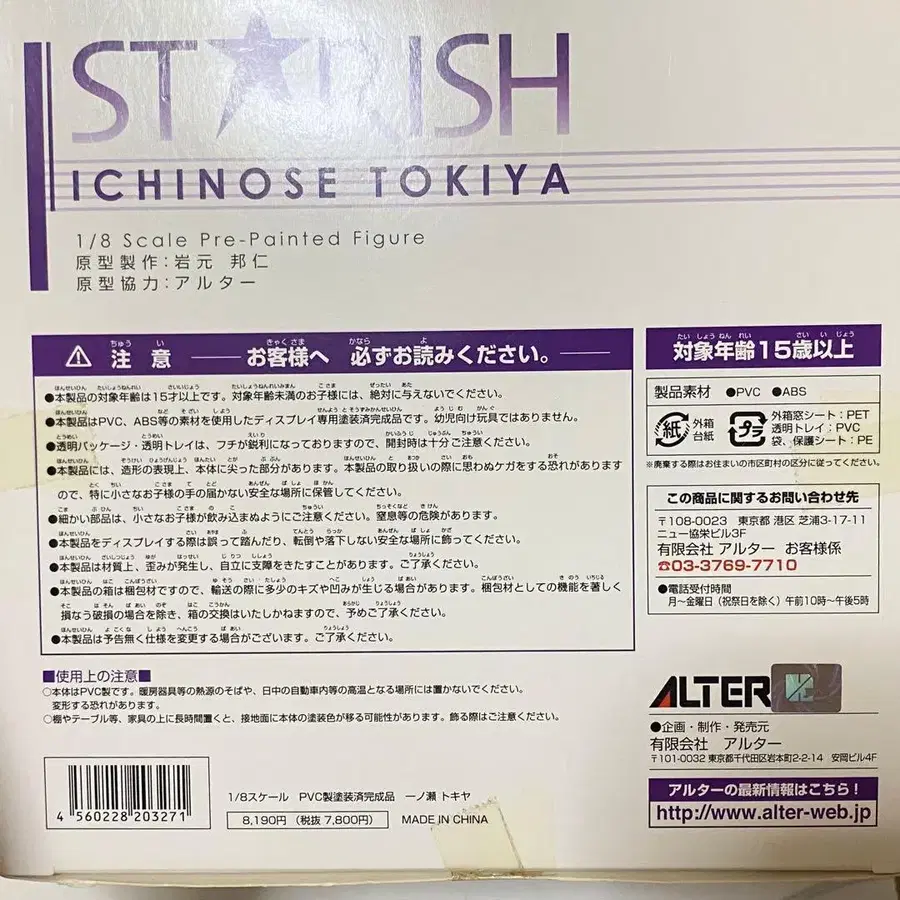 ST★RISH
ICHINOSE TOKIYA
1/8 Scale Pre-Painted Figure
原型製作：岩元 邦仁
原型協力：アルター
注意 お客様へ 必ずお読みください。
●本製品の対象年齢は15才以上です。対象年齢未満のお子様には、絶対に与えないでください。
●本製品はPVC、ABS等の素材を使用したディスプレイ専用塗装済完成品です。幼児向け玩具ではありません。
●透明パッケージ・透明トレイは、フチが鋭利になっておりますので、開封時は十分ご注意ください。
●本製品には、造形の表現上、本体に尖った部分があります。本製品の取り扱いの際に思わぬケガをする恐れがあります
ので、特に小さなお子様の手の届かない安全な場所に保管してください。
●細かい部品は、小さなお子様が飲み込まぬようにご注意ください。窒息等の危険があります。
●本製品をディスプレイする際は誤って踏んだり、転倒や落下しない安全な場所に飾ってください。
●本製品は材質上、歪みが発生し、自立に支障をきたすことがあります。ご了承ください。
●本製品の箱は梱包材ですので、輸送の際に多少のキズや凹みが生じる場合があります。梱包材としての機能を著しく
損なう破損の場合を除き、箱の交換はいたしかねますので、予めご了承ください。
●本製品は予告無く仕様を変更する場合がございます。ご了承ください。
■使用上の注意■
○本体はPVC製です。暖房器具等の熱源のそばや、日中の自動車内等の高温となる場所には置かないでください。
変形する恐れがあります。
○棚やテーブル等、家具の上に長時間置くと、接地面に本体の塗装色が移る可能性があります。飾る際はご注意ください。
4 560228 203271
1/8スケール PVC製塗装済完成品 一ノ瀬 トキヤ
8,190円（税抜 7,800円） MADE IN CHINA
対象年齢15歳以上
製品素材 ●PVC ●ABS
紙 外箱
台紙
プラ 外箱窓シート：PET
透明トレイ：PVC
袋、保護シート：PE
※廃棄する際はお住まいの市区町村の区分に従ってください。
この商品に関するお問い合わせ先
〒108-0023 東京都 港区 芝浦3-17-11
ニュー協栄ビル3F
有限会社 アルター お客様係
☎03-3769-7710
●電話受付時間
月～金曜日（祝祭日を除く）午前10時～午後5時
ALTER
●企画・制作・発売元
有限会社 アルター
〒101-0032 東京都千代田区岩本町2-2-14 安岡ビル4F
アルターの最新情報はこちら！
http://www.alter-web.jp